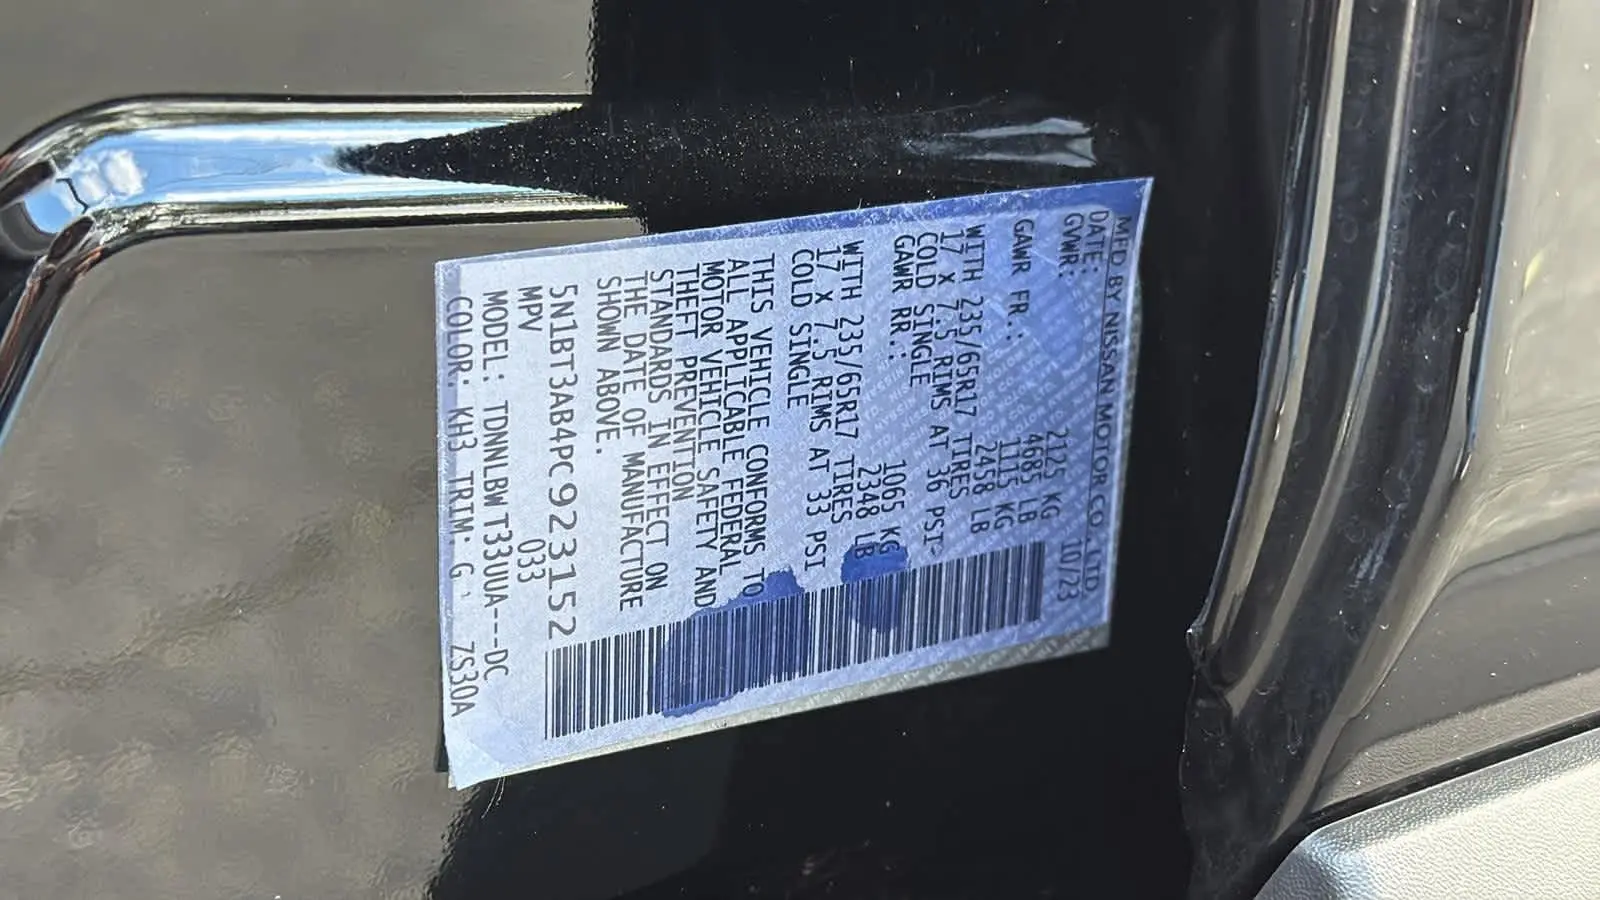 MFD BY NISSAN MOTOR CO., LTD.
DATE: 10/23
GVWR: 2125 KG
4685 LB
GAWR FR.: 1115 KG
2458 LB
WITH 235/65R17 TIRES
17 X 7.5 RIMS AT 36 PSI
COLD SINGLE
GAWR RR.: 1065 KG
2348 LB
WITH 235/65R17 TIRES
17 X 7.5 RIMS AT 33 PSI
COLD SINGLE
THIS VEHICLE CONFORMS TO
ALL APPLICABLE FEDERAL
MOTOR VEHICLE SAFETY AND
THEFT PREVENTION
STANDARDS IN EFFECT ON
THE DATE OF MANUFACTURE
SHOWN ABOVE.
5N1BT3AB4PC923152
MPV 033
MODEL: TDNNLBWT33UUA---DC
COLOR: KH3 TRIM: G ZS30A